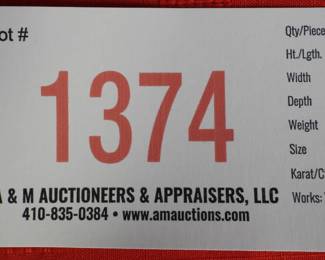 ot #
1374
A & M AUCTIONEERS & APPRAISERS, LLC
410-835-0384 • www.amauctions.com
Qty/Piece
Ht./Lgth.
Width
Depth
Weight
Size
Karat/C
Works: